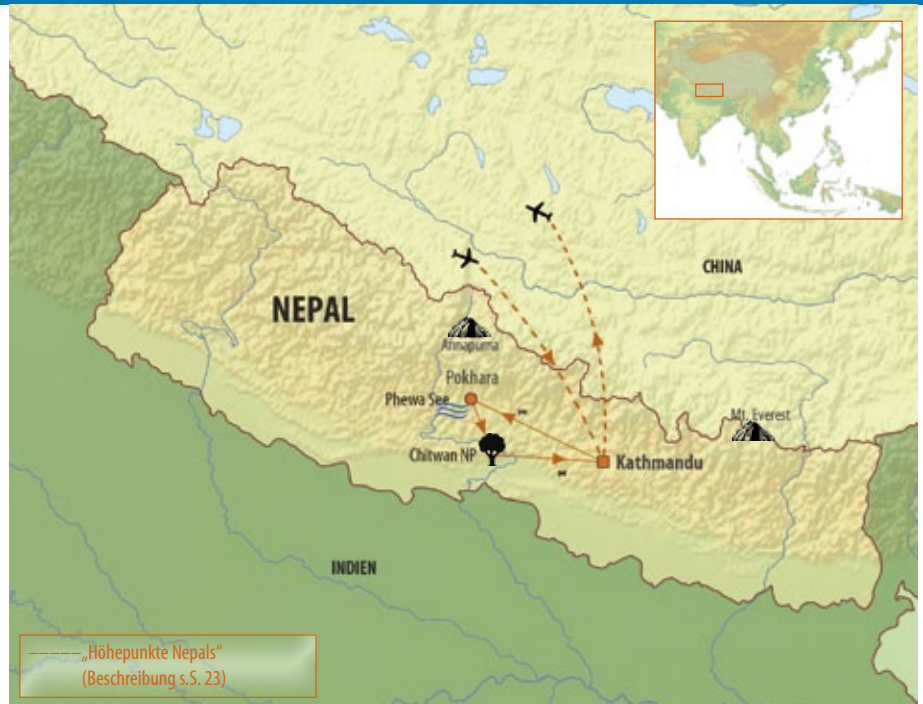 CHINA
NEPAL
Annapurna
Pokhara
Phewa See
Mt. Everest
Chitwan NP
Kathmandu
INDIEN
-----„Höhepunkte Nepals“
(Beschreibung s.S. 23)